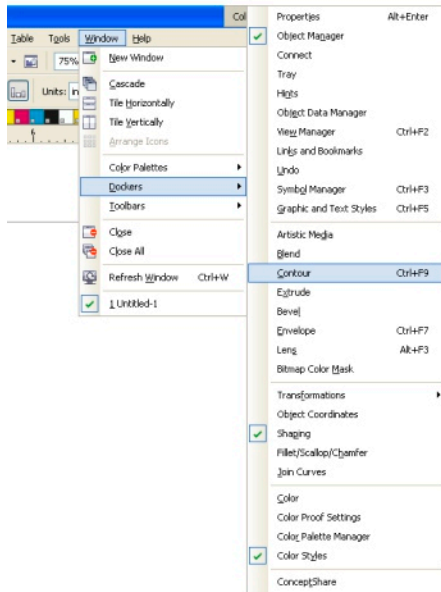 Col
Table Tools Window Help
75%
Units: in
New Window
Cascade
Tile Horizontally
Tile Vertically
Arrange Icons
Color Palettes
Dockers
Toolbars
Close
Close All
Refresh Window Ctrl+W
1 Untitled-1
6
Properties Alt+Enter
Object Manager
Connect
Tray
Hints
Object Data Manager
View Manager Ctrl+F2
Links and Bookmarks
Undo
Symbol Manager Ctrl+F3
Graphic and Text Styles Ctrl+F5
Artistic Media
Blend
Contour Ctrl+F9
Extrude
Bevel
Envelope Ctrl+F7
Lens Alt+F3
Bitmap Color Mask
Transformations
Object Coordinates
Shaping
Fillet/Scallop/Chamfer
Join Curves
Color
Color Proof Settings
Color Palette Manager
Color Styles
ConceptShare